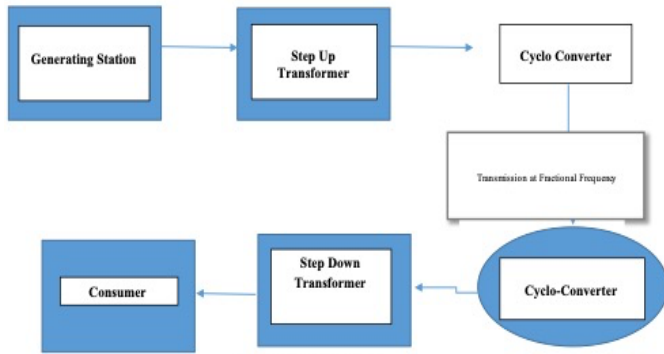 Generating Station
Step Up
Transformer
Cyclo Converter
Transmission at Fractional Frequency
Cyclo-Converter
Step Down
Transformer
Consumer